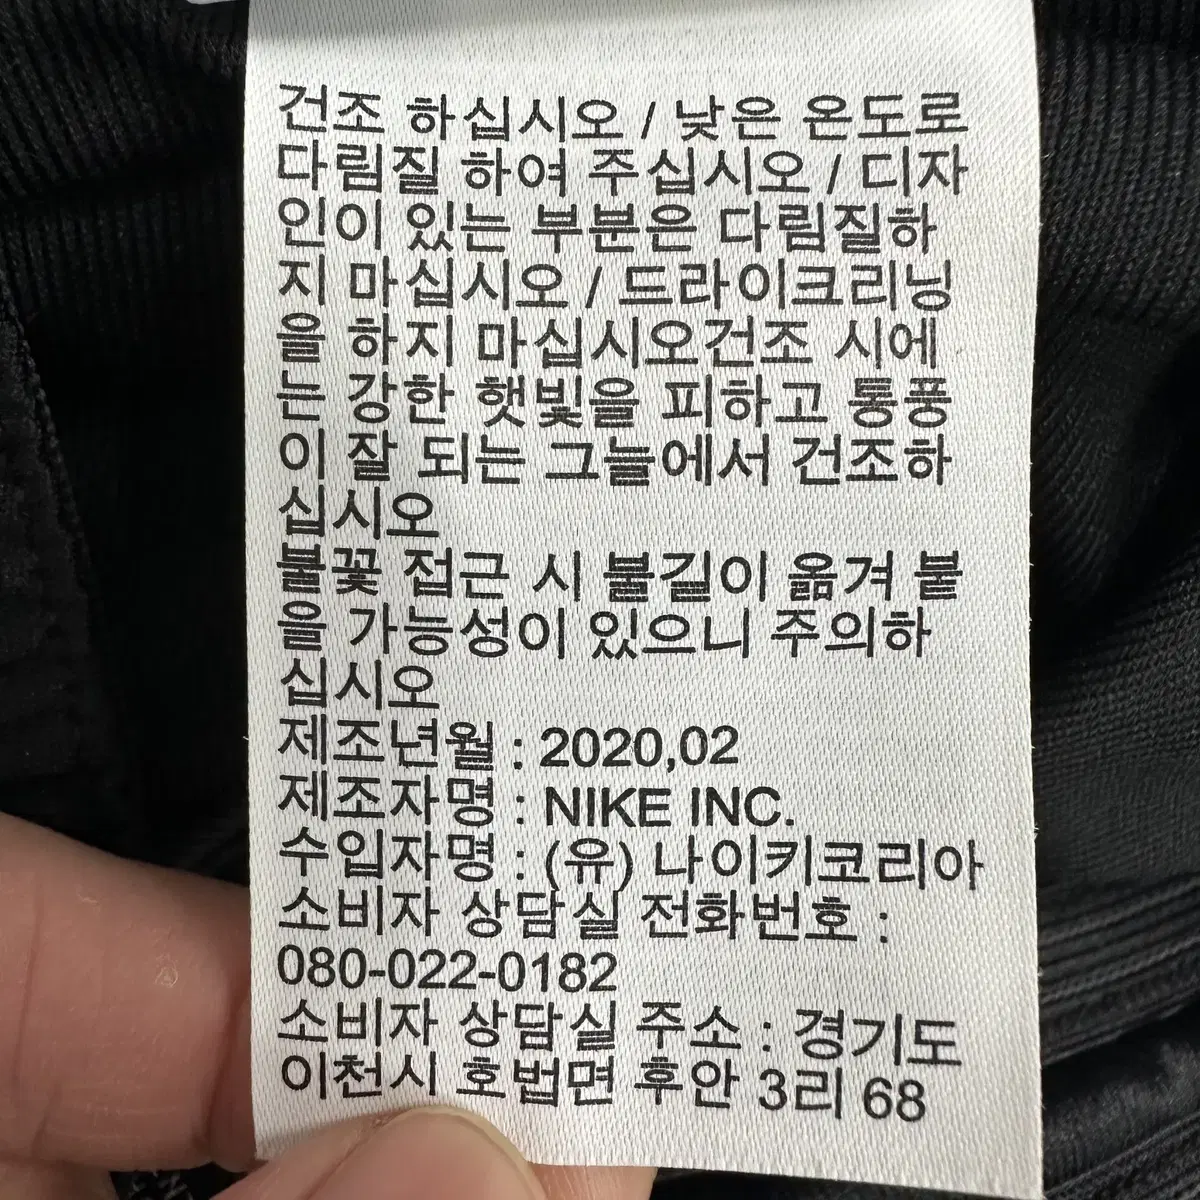 건조 하십시오 / 낮은 온도로
다림질 하여 주십시오 / 디자
인이 있는 부분은 다림질하
지 마십시오 / 드라이크리닝
을 하지 마십시오건조 시에
는 강한 햇빛을 피하고 통풍
이 잘 되는 그늘에서 건조하
십시오
불꽃 접근 시 불길이 옮겨 붙
을 가능성이 있으니 주의하
십시오
제조년월 : 2020,02
제조자명 : NIKE INC.
수입자명 : (유) 나이키코리아
소비자 상담실 전화번호 :
080-022-0182
소비자 상담실 주소 : 경기도
이천시 호법면 후안 3리 68